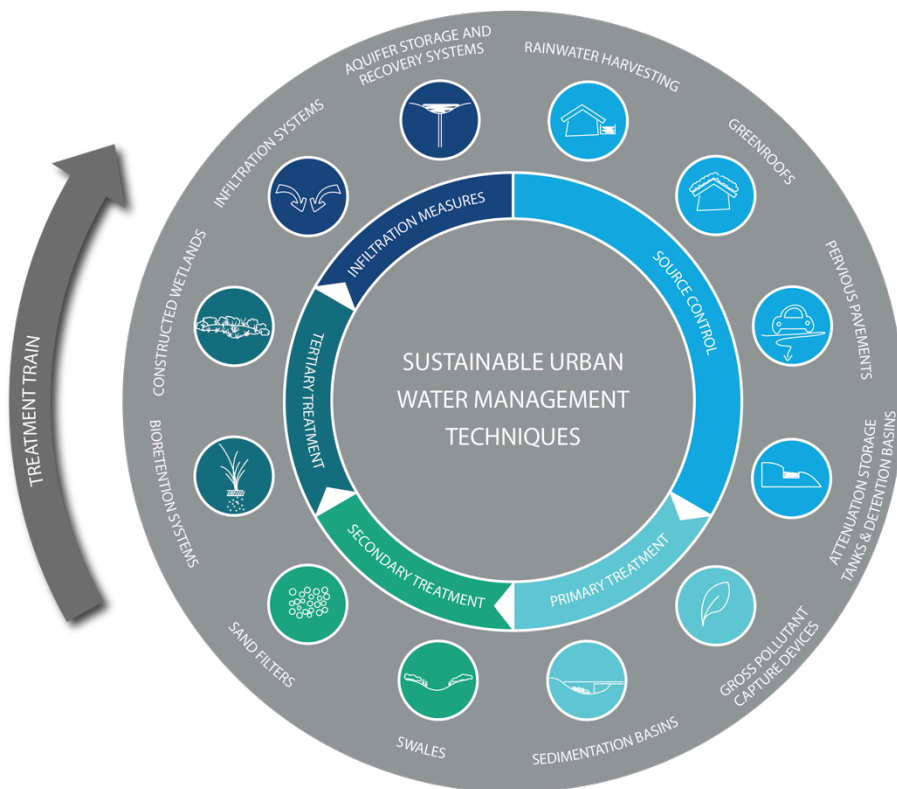 SUSTAINABLE URBAN
WATER MANAGEMENT
TECHNIQUES
SOURCE CONTROL
PRIMARY TREATMENT
SECONDARY TREATMENT
TERTIARY TREATMENT
INFILTRATION MEASURES
RAINWATER HARVESTING
GREENROOFS
PERVIOUS PAVEMENTS
ATTENUATION STORAGE
TANKS & DETENTION BASINS
GROSS POLLUTANT
CAPTURE DEVICES
SEDIMENTATION BASINS
SWALES
SAND FILTERS
BIORETENTION SYSTEMS
CONSTRUCTED WETLANDS
INFILTRATION SYSTEMS
AQUIFER STORAGE AND
RECOVERY SYSTEMS
TREATMENT TRAIN